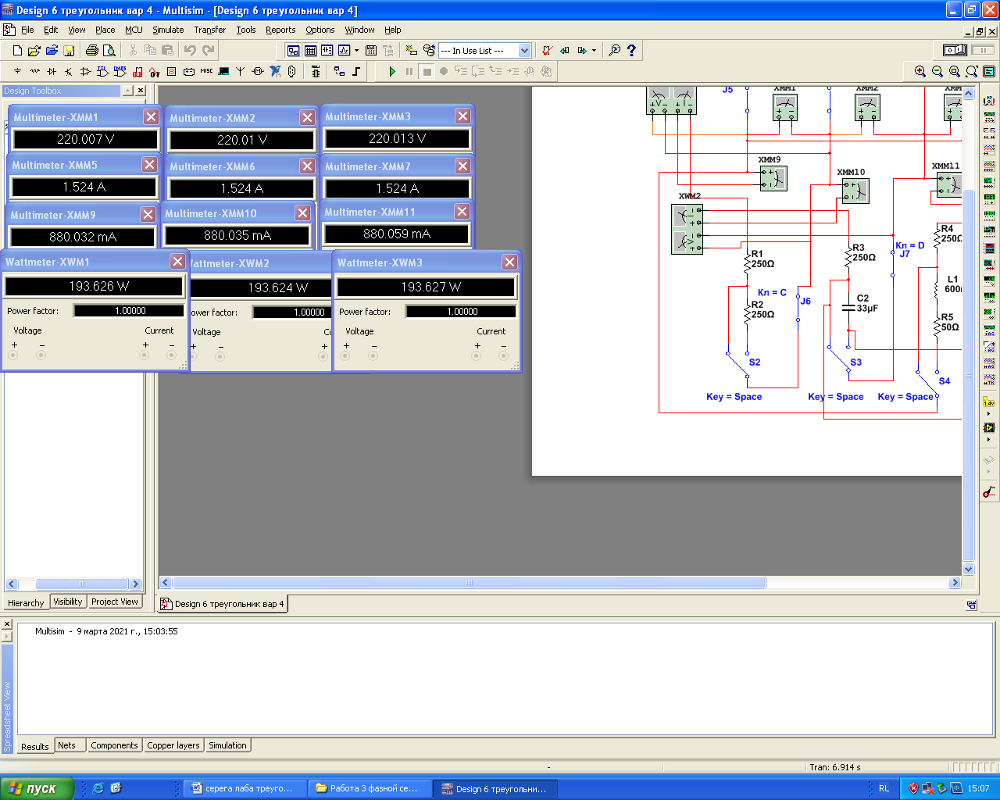 Design 6 треугольник вар 4 - Multisim - [Design 6 треугольник вар 4]
File Edit View Place MCU Simulate Transfer Tools Reports Options Window Help
--- In Use List ---
MISC
Design Toolbox
Multimeter-XMM1
220.007 V
Multimeter-XMM2
220.01 V
Multimeter-XMM3
220.013 V
Multimeter-XMM5
1.524 A
Multimeter-XMM6
1.524 A
Multimeter-XMM7
1.524 A
Multimeter-XMM9
880.032 mA
Multimeter-XMM10
880.035 mA
Multimeter-XMM11
880.059 mA
Wattmeter-XWM1
193.626 W
Power factor: 1.00000
Voltage Current
+ - + -
/attmeter-XWM2
193.624 W
ower factor: 1.00000
Voltage
+ -
Wattmeter-XWM3
193.627 W
Power factor: 1.00000
Voltage Current
+ - + -
J5
XMM1
XMM2
XMM
XMM9
XMM10
XMM11
XWM2
R1
250Ω
R2
250Ω
Кл = C
J6
S2
Key = Space
R3
250Ω
C2
33µF
S3
Key = Space
Кл = D
J7
R4
250Ω
L1
600
R5
50Ω
S4
Key = Space
Hierarchy Visibility Project View
Design 6 треугольник вар 4
Multisim - 9 марта 2021 г., 15:03:55
Spreadsheet View
Results Nets Components Copper layers Simulation
- Tran: 6.914 s
пуск
серега лаба треуго...
Работа 3 фазной се...
Design 6 треугольни...
RL
15:07